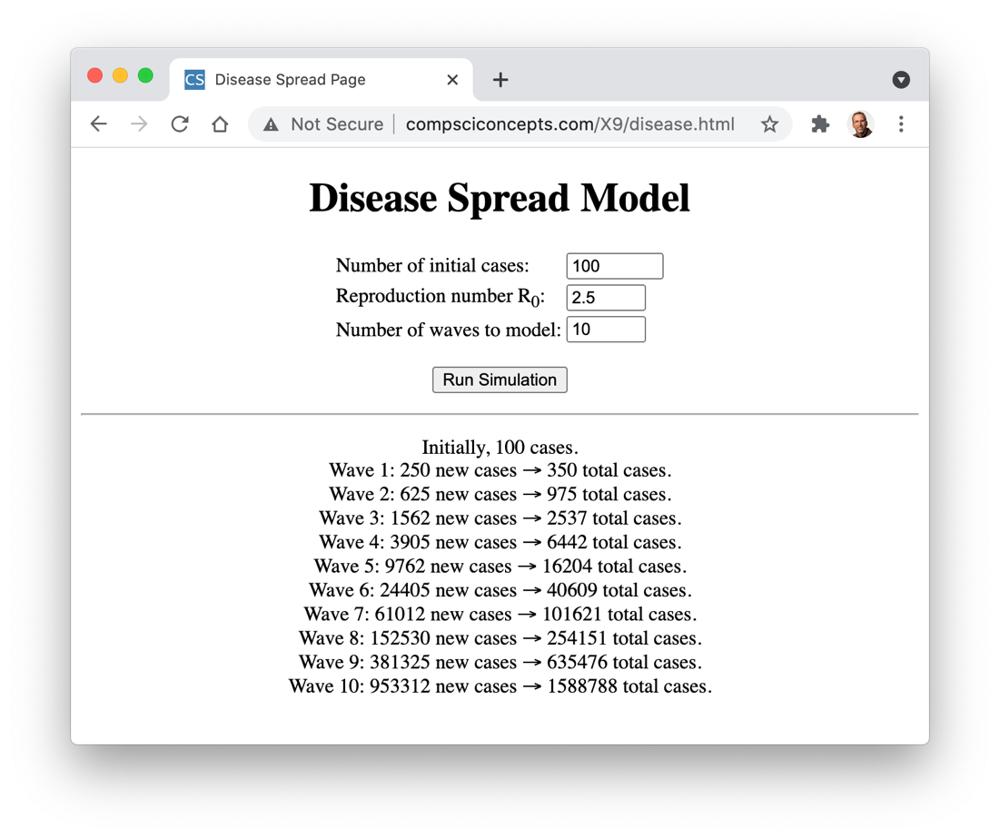 CS Disease Spread Page
Not Secure compsciconcepts.com/X9/disease.html
Disease Spread Model
Number of initial cases: 100
Reproduction number R0: 2.5
Number of waves to model: 10
Run Simulation
Initially, 100 cases.
Wave 1: 250 new cases → 350 total cases.
Wave 2: 625 new cases → 975 total cases.
Wave 3: 1562 new cases → 2537 total cases.
Wave 4: 3905 new cases → 6442 total cases.
Wave 5: 9762 new cases → 16204 total cases.
Wave 6: 24405 new cases → 40609 total cases.
Wave 7: 61012 new cases → 101621 total cases.
Wave 8: 152530 new cases → 254151 total cases.
Wave 9: 381325 new cases → 635476 total cases.
Wave 10: 953312 new cases → 1588788 total cases.